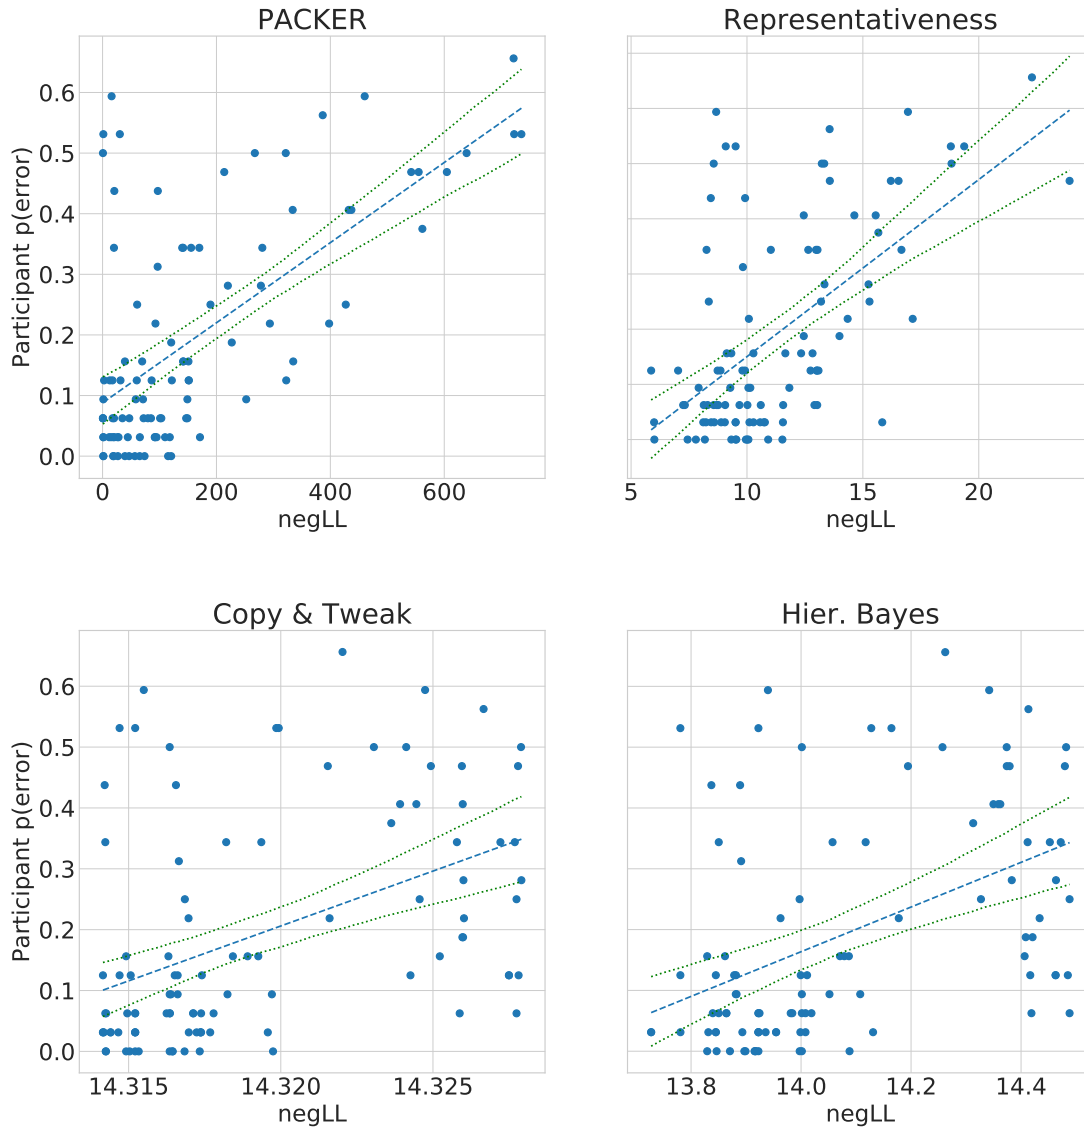 PACKER
Representativeness
Participant p(error)
0.6
0.5
0.4
0.3
0.2
0.1
0.0
0
200
400
600
negLL
5
10
15
20
negLL
Copy & Tweak
Hier. Bayes
Participant p(error)
0.6
0.5
0.4
0.3
0.2
0.1
0.0
14.315
14.320
14.325
negLL
13.8
14.0
14.2
14.4
negLL